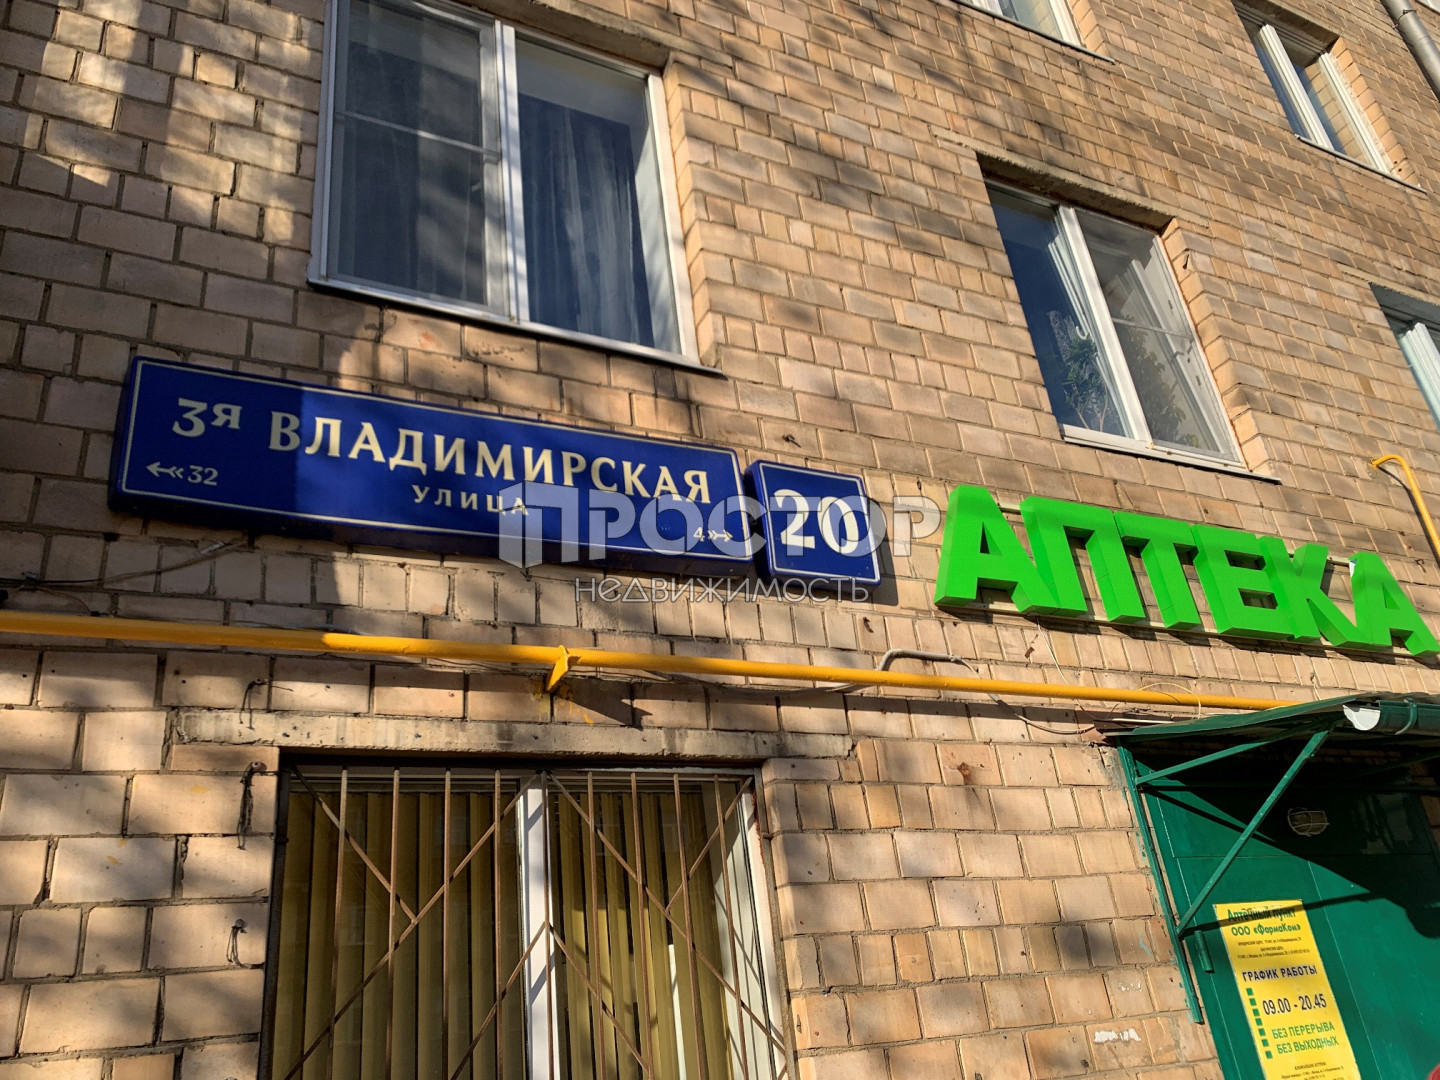 3я ВЛАДИМИРСКАЯ
УЛИЦА
32
4
20
ПРОСТОР
НЕДВИЖИМОСТЬ
АПТЕКА
Аптечный пункт
ООО «ФармаКом»
ГРАФИК РАБОТЫ
09.00 - 20.45
БЕЗ ПЕРЕРЫВА
БЕЗ ВЫХОДНЫХ